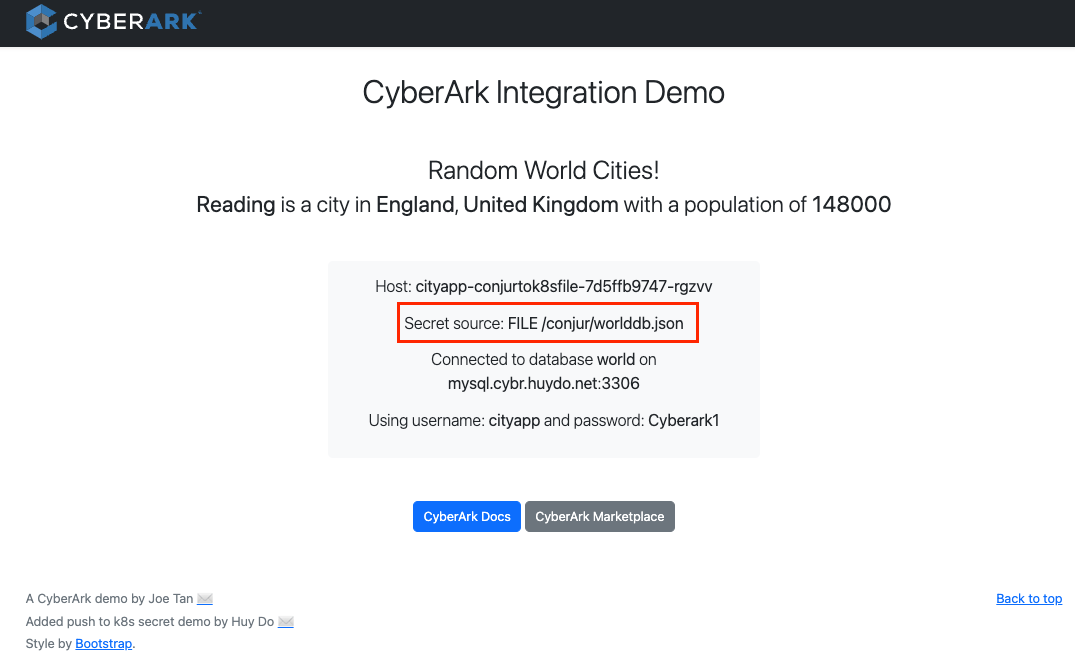 CYBERARK
CyberArk Integration Demo
Random World Cities!
Reading is a city in England, United Kingdom with a population of 148000
Host: cityapp-conjurtok8sfile-7d5ffb9747-rgzvv
Secret source: FILE /conjur/worlddb.json
Connected to database world on
mysql.cybr.huydo.net:3306
Using username: cityapp and password: Cyberark1
CyberArk Docs
CyberArk Marketplace
A CyberArk demo by Joe Tan
Back to top
Added push to k8s secret demo by Huy Do
Style by Bootstrap.